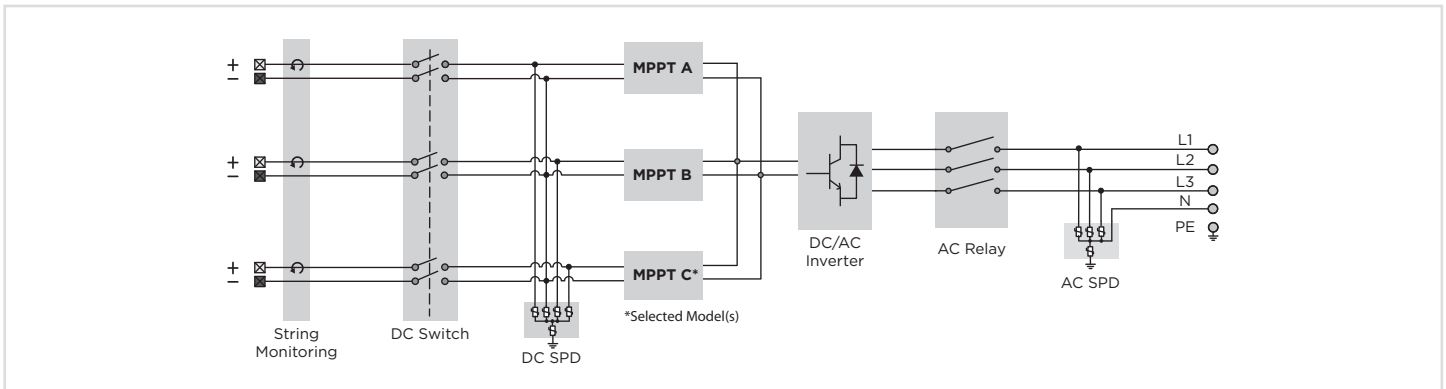 +
−
MPPT A
+
−
MPPT B
+
−
MPPT C*
*Selected Model(s)
String
Monitoring
DC Switch
DC SPD
DC/AC
Inverter
AC Relay
L1
L2
L3
N
PE
AC SPD